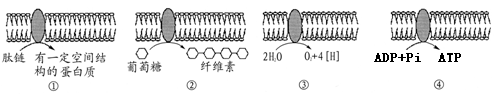 肽链 有一定空间结
构的蛋白质
①
葡萄糖 纤维素
②
2H₂O O₂+4[H]
③
ADP+Pi ATP
④